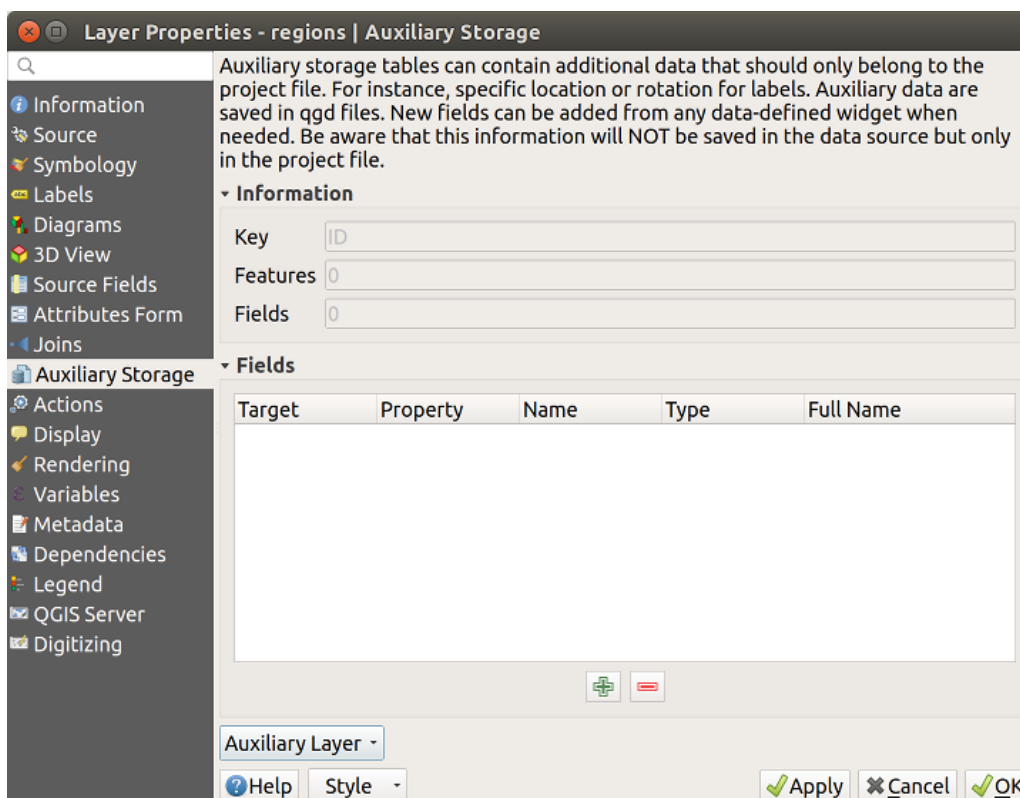 Layer Properties - regions | Auxiliary Storage
Information
Source
Symbology
Labels
Diagrams
3D View
Source Fields
Attributes Form
Joins
Auxiliary Storage
Actions
Display
Rendering
Variables
Metadata
Dependencies
Legend
QGIS Server
Digitizing
Auxiliary storage tables can contain additional data that should only belong to the
project file. For instance, specific location or rotation for labels. Auxiliary data are
saved in qgd files. New fields can be added from any data-defined widget when
needed. Be aware that this information will NOT be saved in the data source but only
in the project file.
Information
Key ID
Features 0
Fields 0
Fields
Target Property Name Type Full Name
Auxiliary Layer
Help Style Apply Cancel OK